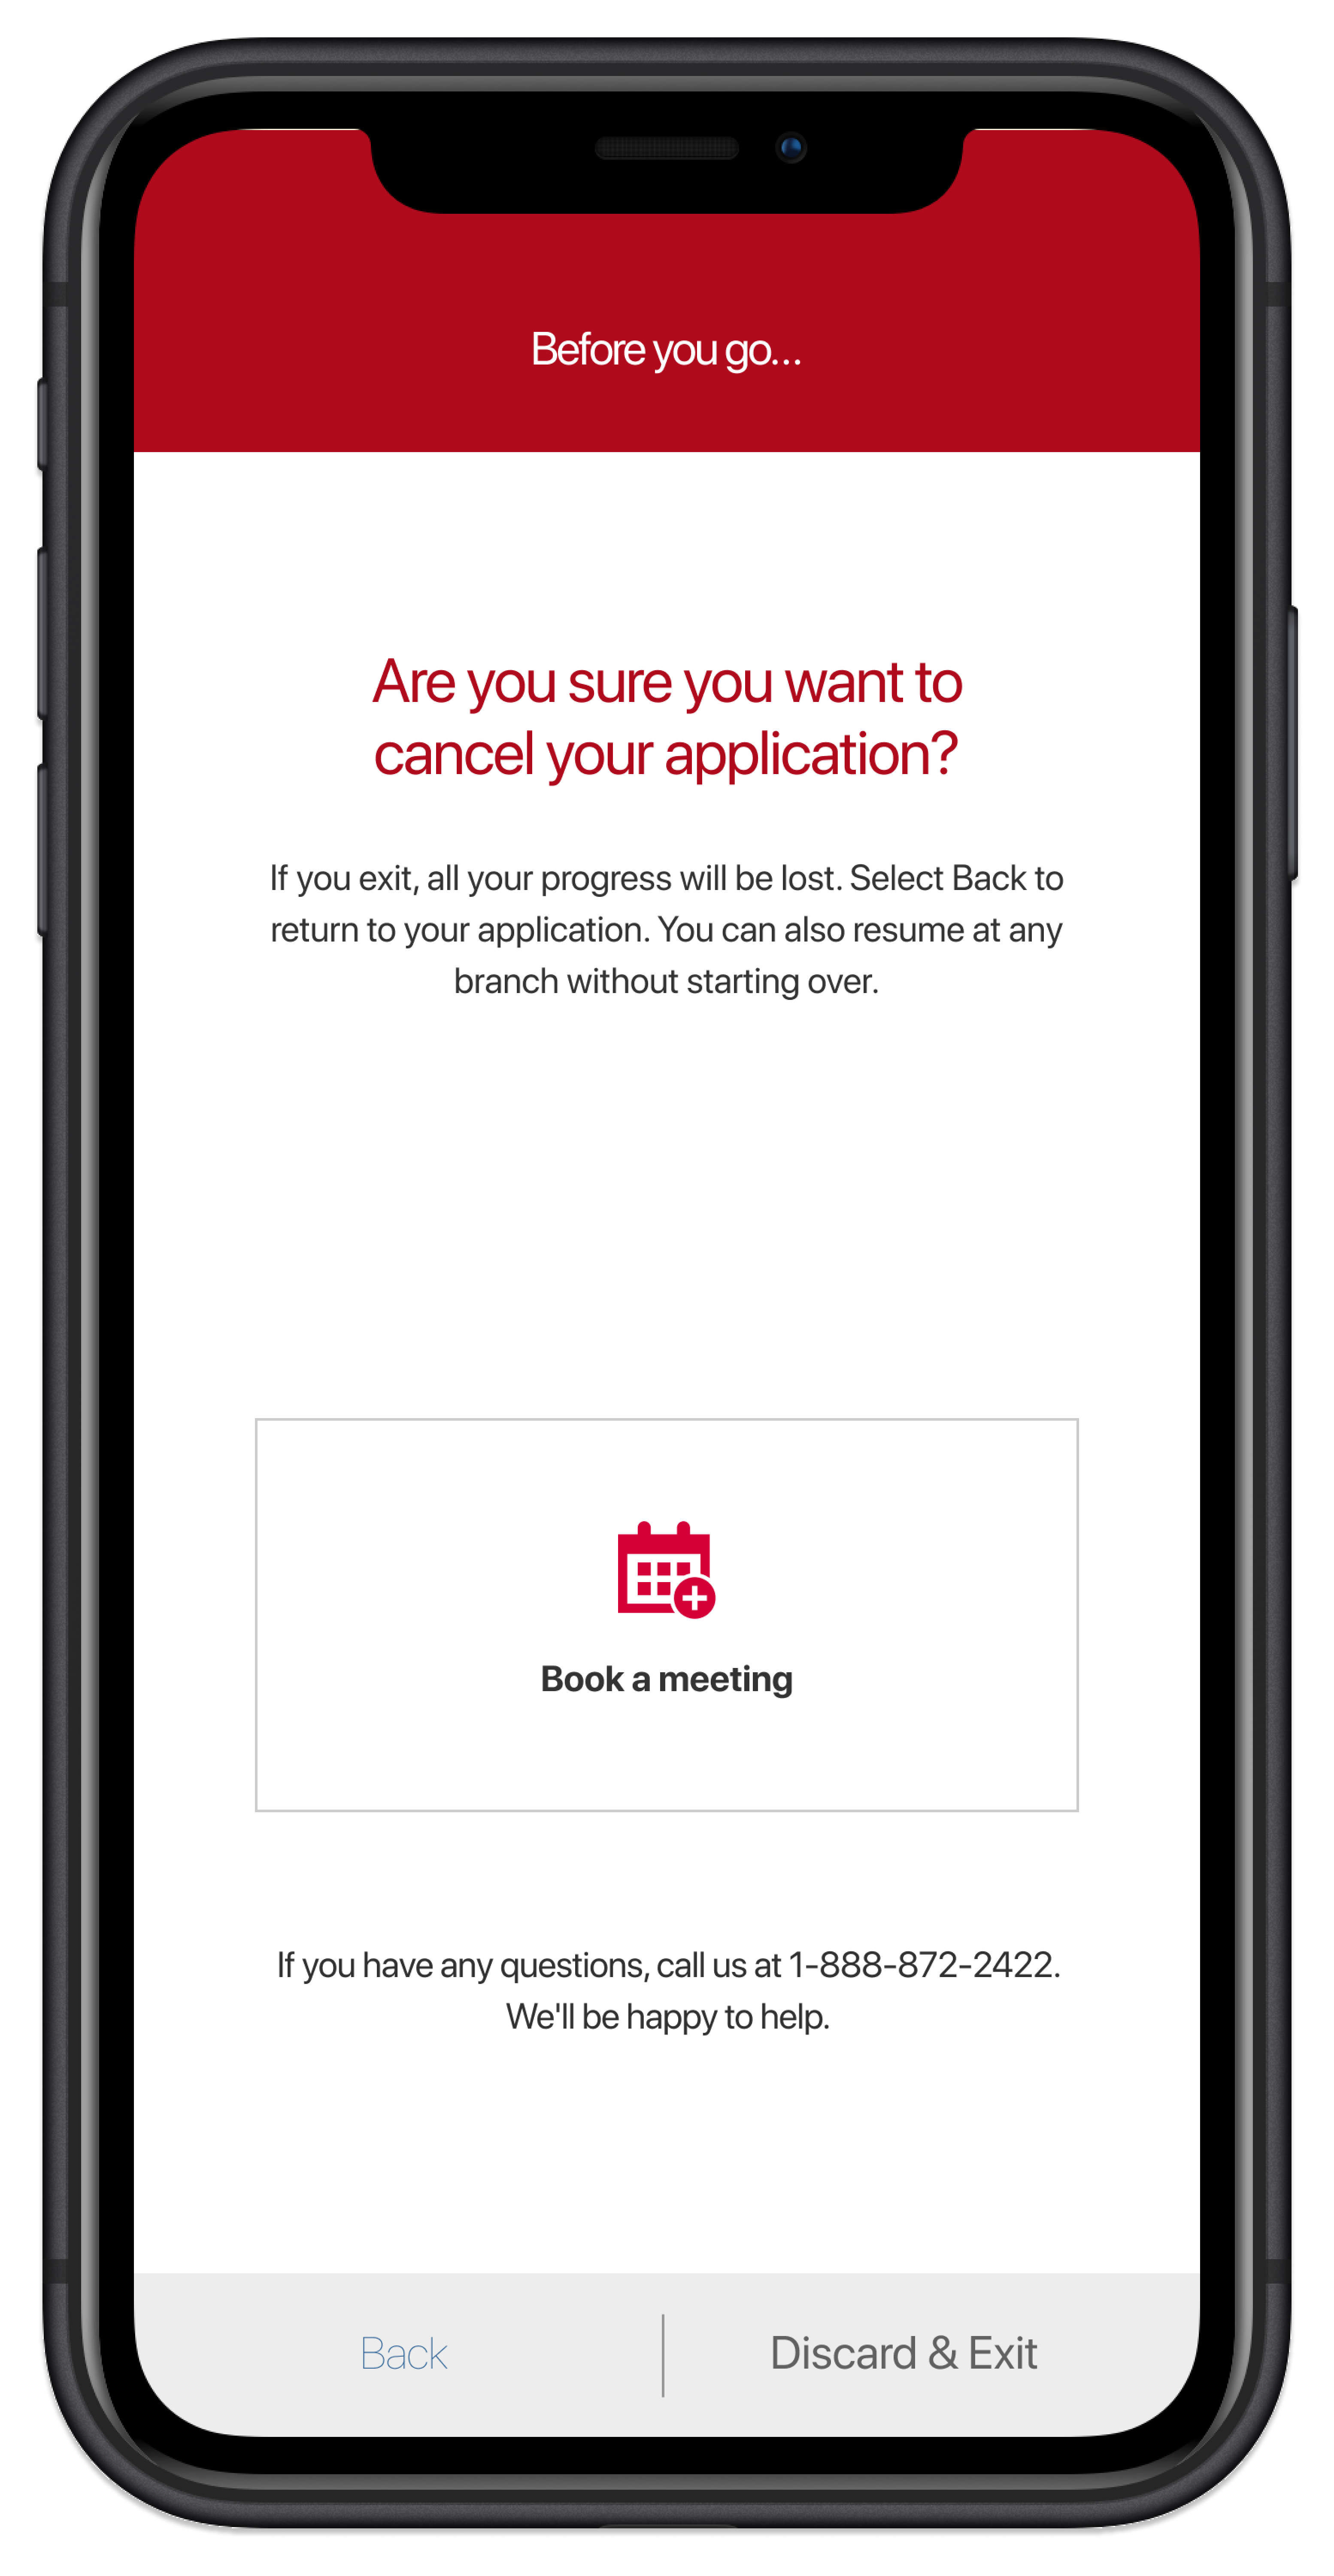 Before you go...
Are you sure you want to
cancel your application?
If you exit, all your progress will be lost. Select Back to
return to your application. You can also resume at any
branch without starting over.
Book a meeting
If you have any questions, call us at 1-888-872-2422.
We'll be happy to help.
Back
Discard & Exit